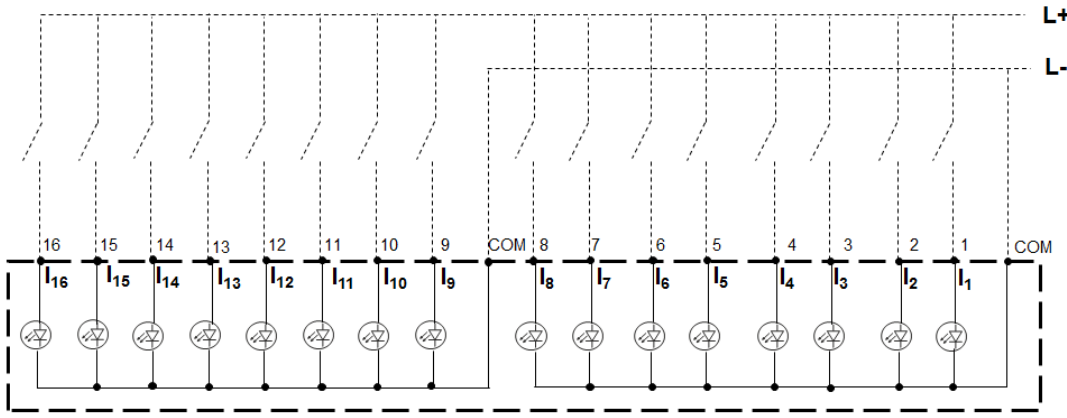 L+
L-
16 15 14 13 12 11 10 9 COM 8 7 6 5 4 3 2 1 COM
I16 I15 I14 I13 I12 I11 I10 I9 I8 I7 I6 I5 I4 I3 I2 I1